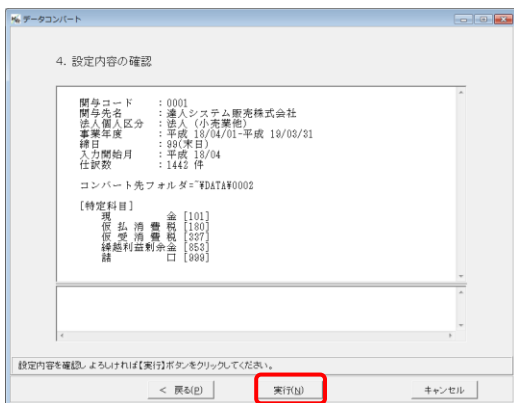 データコンバート
4. 設定内容の確認
関与コード : 0001
関与先名 : 達人システム販売株式会社
法人個人区分 : 法人 (小売業他)
事業年度 : 平成 18/04/01-平成 19/03/31
締日 : 99(末日)
入力開始月 : 平成 18/04
仕訳数 : 1442 件
コンバート先フォルダ=~¥DATA¥0002
[特定科目]
現 金 [101]
仮 払 消 費 税 [180]
仮 受 消 費 税 [337]
繰越利益剰余金 [853]
諸 口 [999]
設定内容を確認し よろしければ【実行】ボタンをクリックしてください。
< 戻る(P)
実行(N)
キャンセル